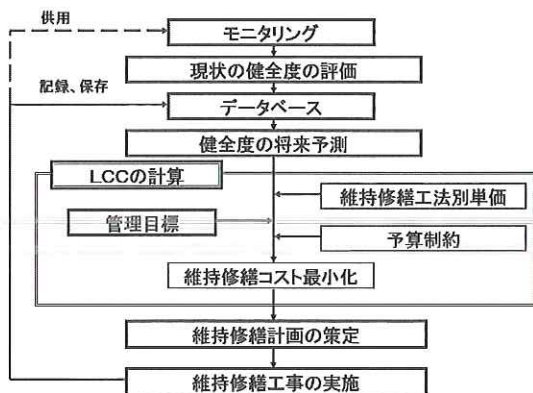 供用
モニタリング
現状の健全度の評価
記録、保存
データベース
健全度の将来予測
LCCの計算
維持修繕工法別単価
管理目標
予算制約
維持修繕コスト最小化
維持修繕計画の策定
維持修繕工事の実施